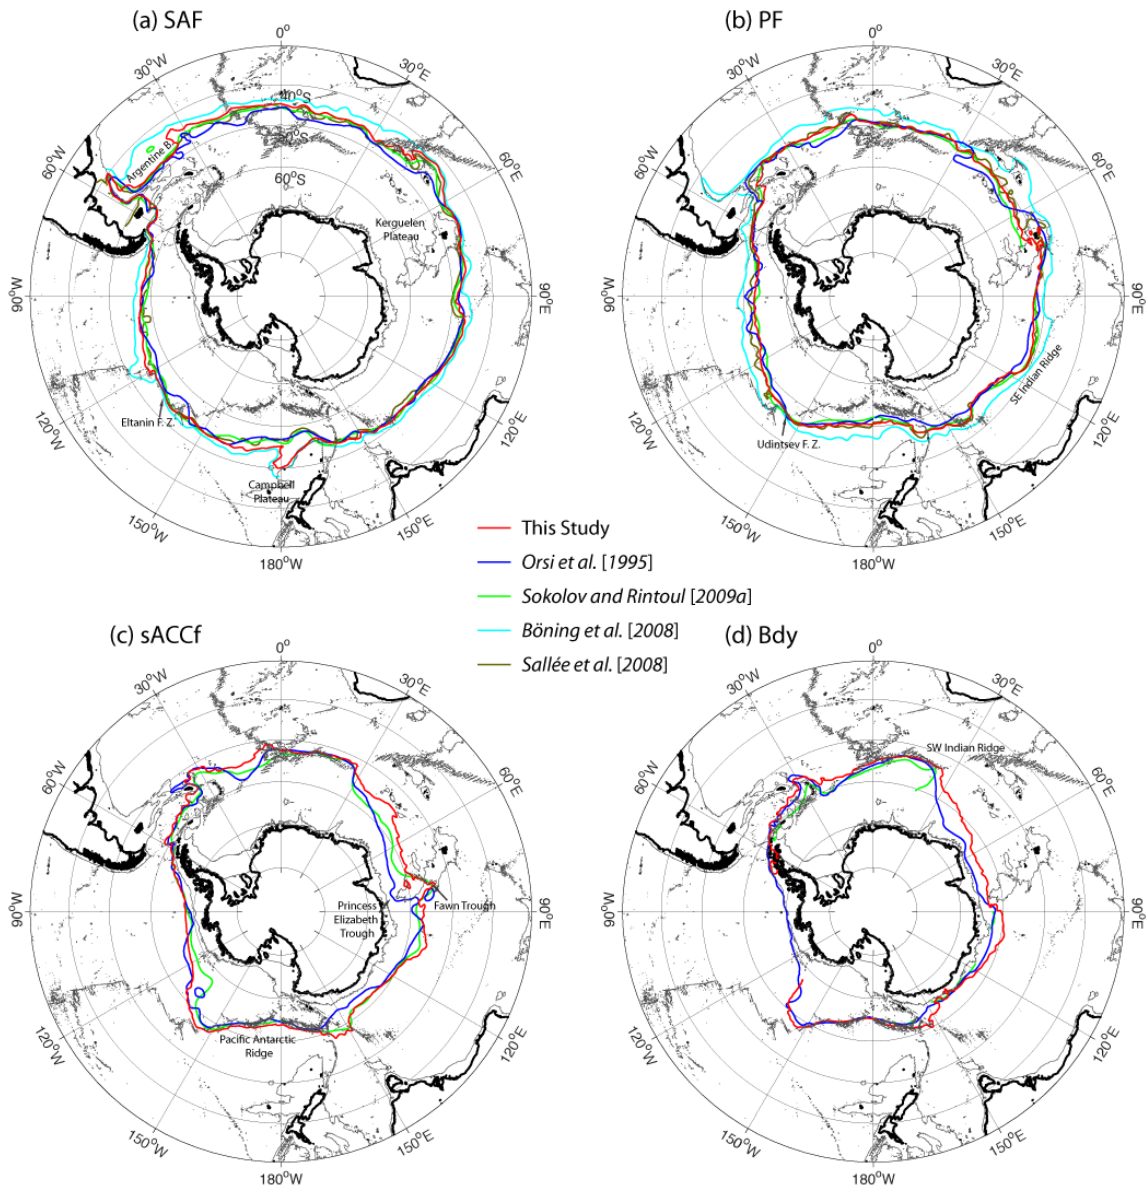 (a) SAF
0°
30°E
60°E
90°E
120°E
150°E
180°W
150°W
120°W
90°W
60°W
30°W
40°S
50°S
60°S
Argentine B.
Kerguelen
Plateau
Eltanin F. Z.
Campbell
Plateau
(b) PF
0°
30°E
60°E
90°E
120°E
150°E
180°W
150°W
120°W
90°W
60°W
30°W
SE Indian Ridge
Udintsev F. Z.
This Study
Orsi et al. [1995]
Sokolov and Rintoul [2009a]
Böning et al. [2008]
Sallée et al. [2008]
(c) sACCf
0°
30°E
60°E
90°E
120°E
150°E
180°W
150°W
120°W
90°W
60°W
30°W
Princess
Elizabeth
Trough
Fawn Trough
Pacific Antarctic
Ridge
(d) Bdy
0°
30°E
60°E
90°E
120°E
150°E
180°W
150°W
120°W
90°W
60°W
30°W
SW Indian Ridge